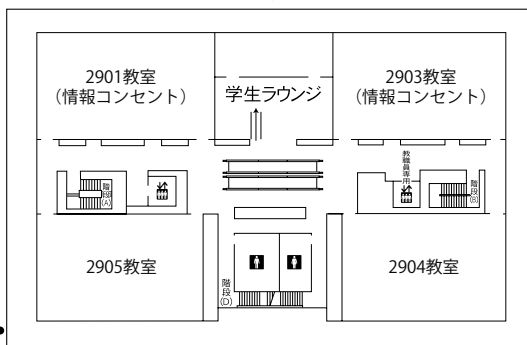 2901教室
（情報コンセント）
学生ラウンジ
2903教室
（情報コンセント）
階段
(A)
教職員専用
階段
(B)
2905教室
階段
(D)
2904教室